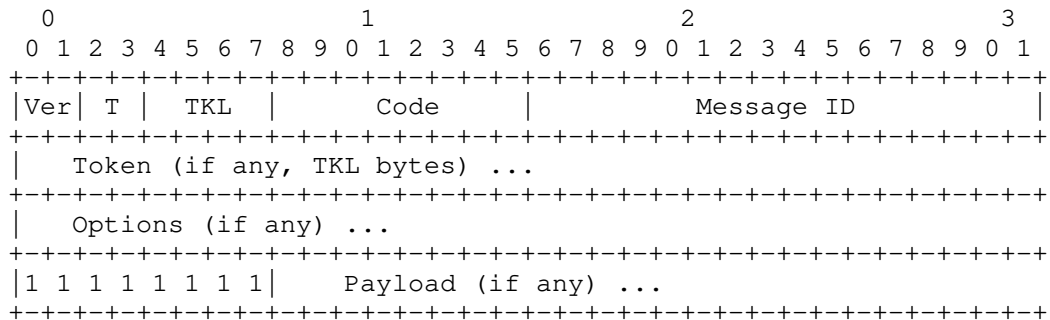 0                   1                   2                   3
 0 1 2 3 4 5 6 7 8 9 0 1 2 3 4 5 6 7 8 9 0 1 2 3 4 5 6 7 8 9 0 1
+-+-+-+-+-+-+-+-+-+-+-+-+-+-+-+-+-+-+-+-+-+-+-+-+-+-+-+-+-+-+-+-+
|Ver| T |  TKL  |      Code     |          Message ID           |
+-+-+-+-+-+-+-+-+-+-+-+-+-+-+-+-+-+-+-+-+-+-+-+-+-+-+-+-+-+-+-+-+
|   Token (if any, TKL bytes) ...
+-+-+-+-+-+-+-+-+-+-+-+-+-+-+-+-+-+-+-+-+-+-+-+-+-+-+-+-+-+-+-+-+
|   Options (if any) ...
+-+-+-+-+-+-+-+-+-+-+-+-+-+-+-+-+-+-+-+-+-+-+-+-+-+-+-+-+-+-+-+-+
|1 1 1 1 1 1 1 1|    Payload (if any) ...
+-+-+-+-+-+-+-+-+-+-+-+-+-+-+-+-+-+-+-+-+-+-+-+-+-+-+-+-+-+-+-+-+